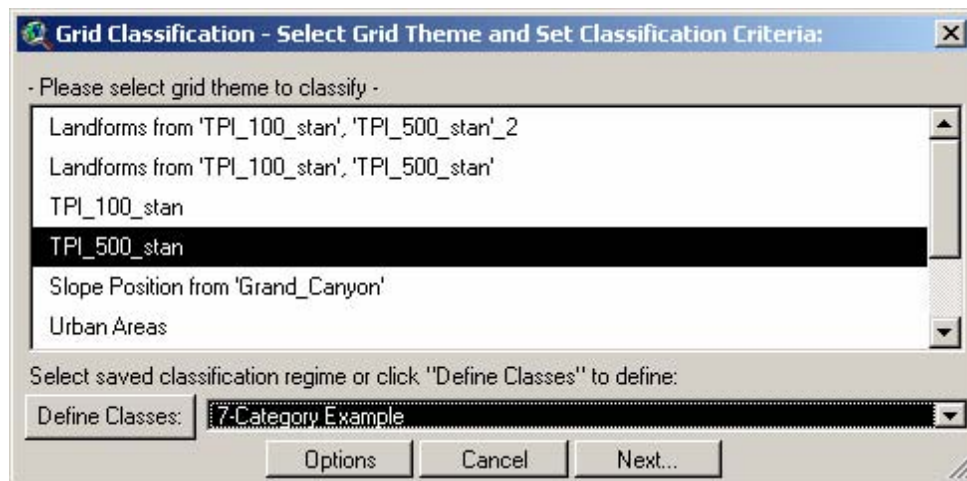 Grid Classification - Select Grid Theme and Set Classification Criteria:
- Please select grid theme to classify -
Landforms from 'TPI_100_stan', 'TPI_500_stan'_2
Landforms from 'TPI_100_stan', 'TPI_500_stan'
TPI_100_stan
TPI_500_stan
Slope Position from 'Grand_Canyon'
Urban Areas
Select saved classification regime or click "Define Classes" to define:
Define Classes: 7-Category Example
Options Cancel Next...